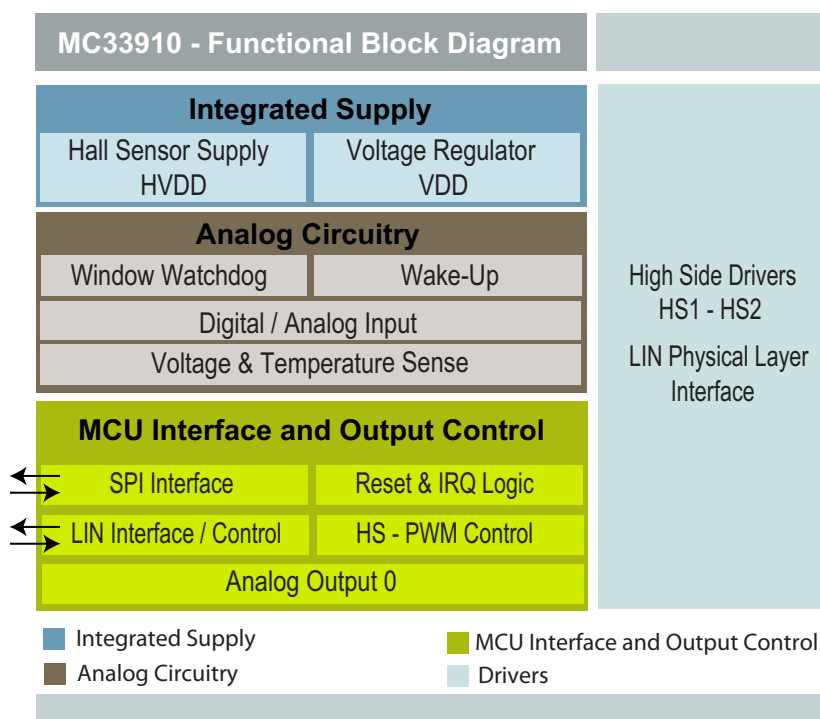 MC33910 - Functional Block Diagram
Integrated Supply
Hall Sensor Supply
HVDD
Voltage Regulator
VDD
Analog Circuitry
Window Watchdog
Wake-Up
Digital / Analog Input
Voltage & Temperature Sense
MCU Interface and Output Control
SPI Interface
Reset & IRQ Logic
LIN Interface / Control
HS - PWM Control
Analog Output 0
High Side Drivers
HS1 - HS2
LIN Physical Layer
Interface
Integrated Supply
Analog Circuitry
MCU Interface and Output Control
Drivers